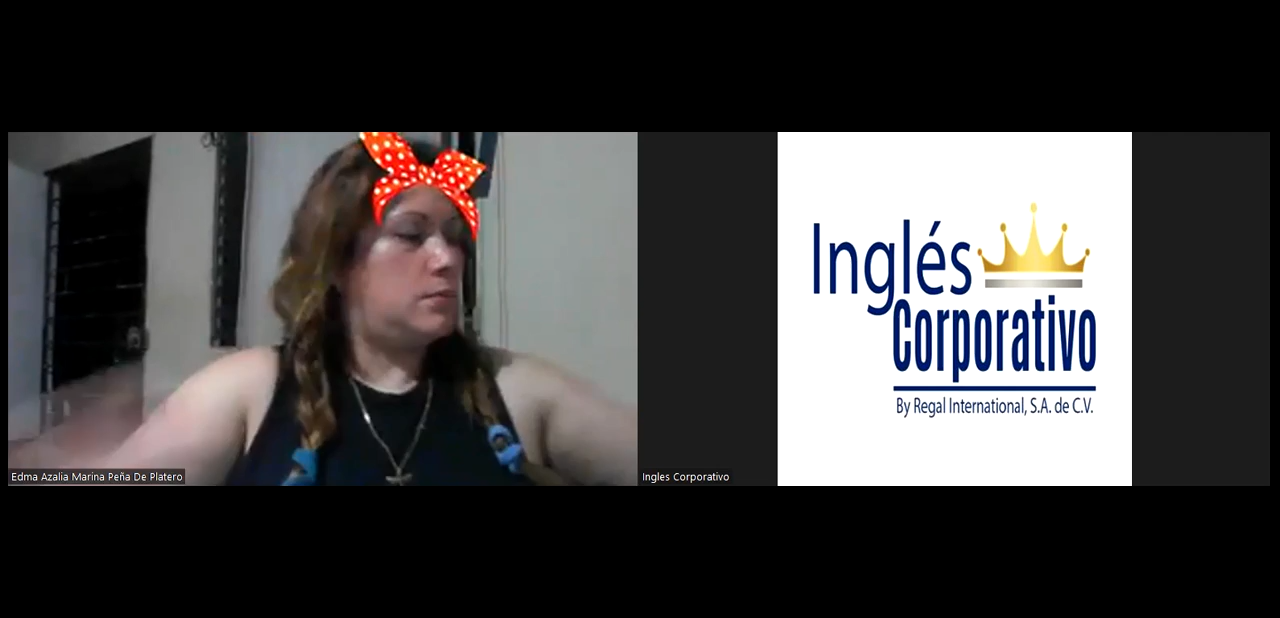 Inglés
Corporativo
By Regal International, S.A. de C.V.
Edma Azalia Marina Peña De Platero
Ingles Corporativo